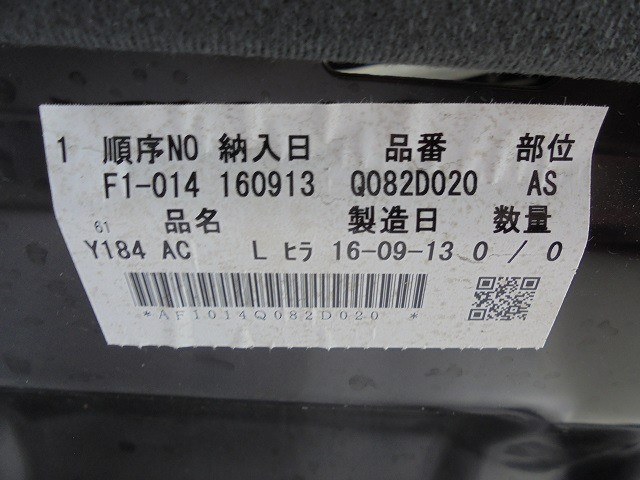 1 順序NO 納入日 品番 部位
F1-014 160913 Q082D020 AS
61 品名 製造日 数量
Y184 AC L ヒラ 16-09-13 0 / 0
*AF1014Q082D020 *